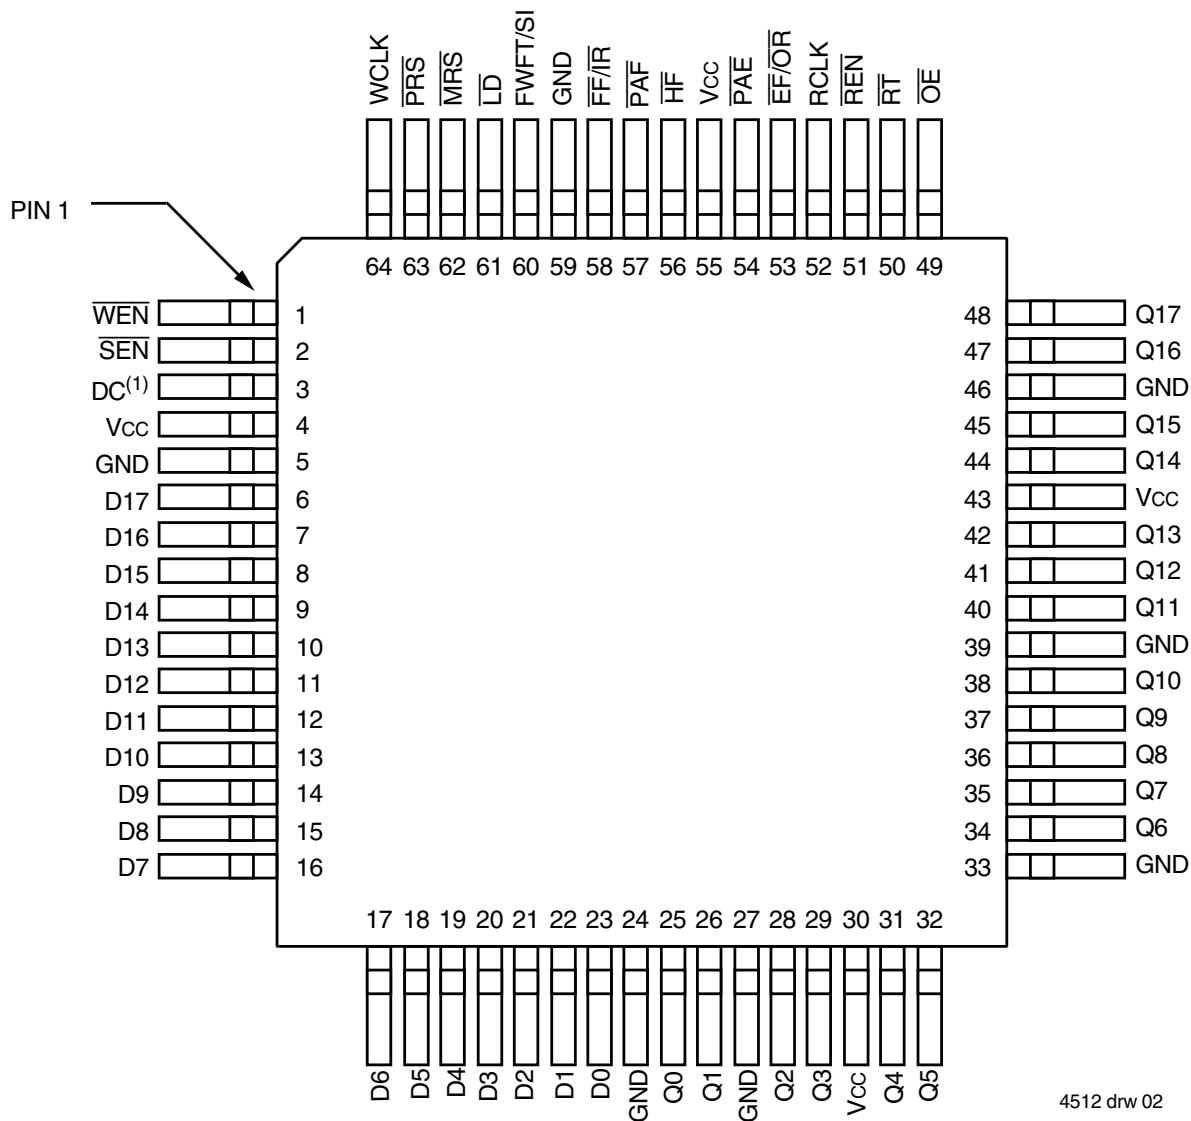 WCLK
PRS
MRS
LD
FWFT/SI
GND
FF/IR
PAF
HF
VCC
PAE
EF/OR
RCLK
REN
RT
OE
PIN 1
64 63 62 61 60 59 58 57 56 55 54 53 52 51 50 49
WEN 1 48 Q17
SEN 2 47 Q16
DC(1) 3 46 GND
VCC 4 45 Q15
GND 5 44 Q14
D17 6 43 VCC
D16 7 42 Q13
D15 8 41 Q12
D14 9 40 Q11
D13 10 39 GND
D12 11 38 Q10
D11 12 37 Q9
D10 13 36 Q8
D9 14 35 Q7
D8 15 34 Q6
D7 16 33 GND
17 18 19 20 21 22 23 24 25 26 27 28 29 30 31 32
D6
D5
D4
D3
D2
D1
D0
GND
Q0
Q1
GND
Q2
Q3
VCC
Q4
Q5
4512 drw 02